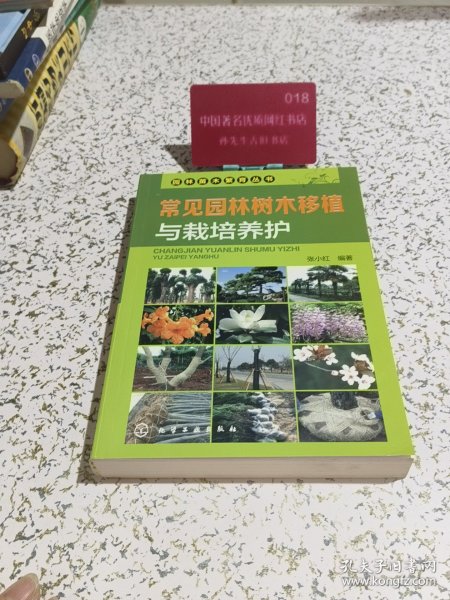 018
中国著名优质网红书店
孙先生古旧书店
园林苗木繁育丛书
常见园林树木移植
与栽培养护
CHANGJIAN YUANLIN SHUMU YIZHI
YU ZAIPEI YANGHU
张小红 编著
化学工业出版社
孔夫子旧书网
www.kongfz.com